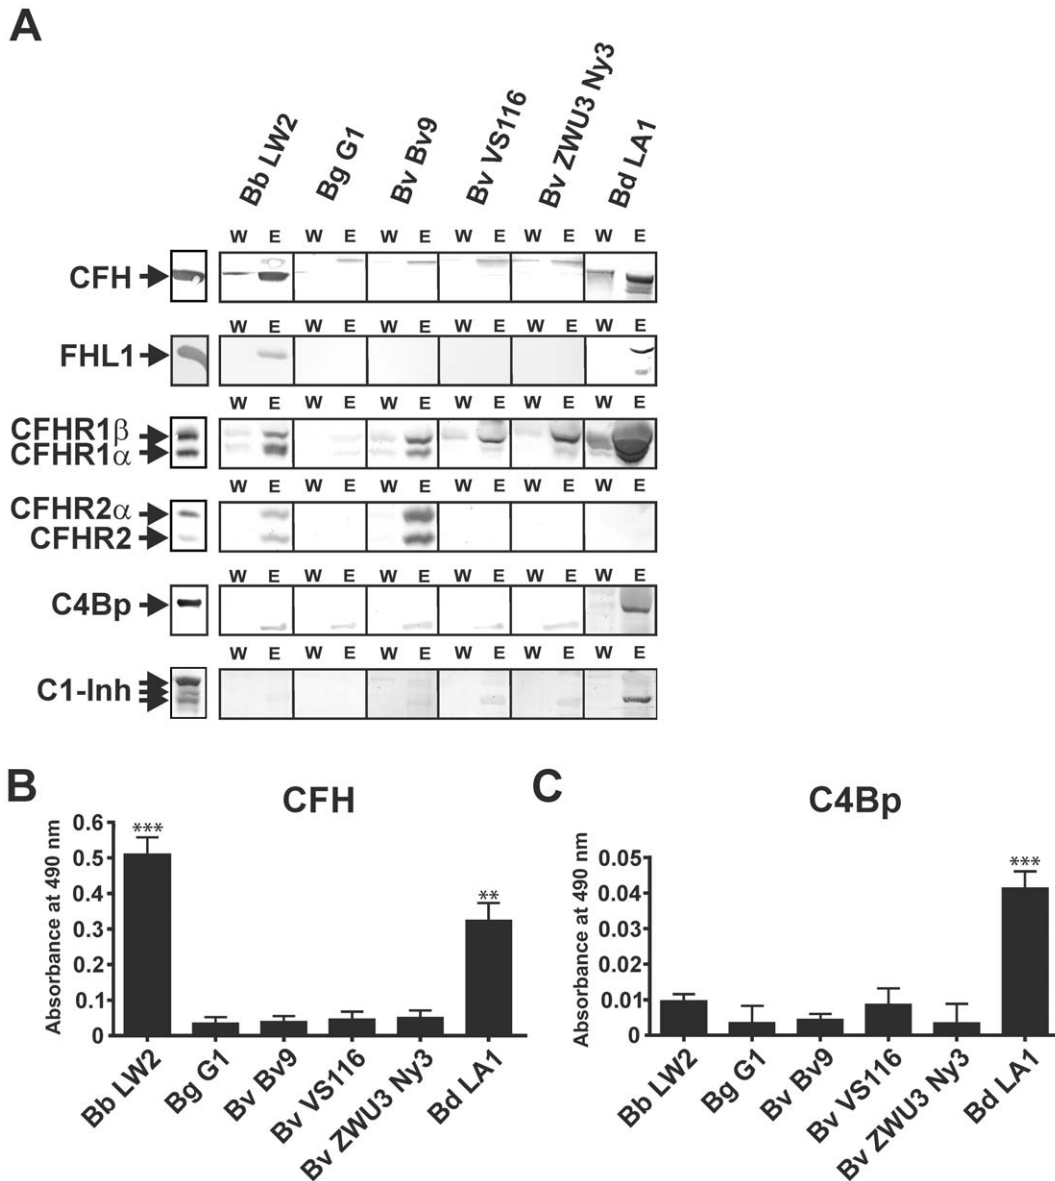 A
Bb LW2
Bg G1
Bv Bv9
Bv VS116
Bv ZWU3 Ny3
Bd LA1
W E W E W E W E W E W E
CFH
W E W E W E W E W E W E
FHL1
W E W E W E W E W E W E
CFHR1β
CFHR1α
W E W E W E W E W E W E
CFHR2α
CFHR2
W E W E W E W E W E W E
C4Bp
W E W E W E W E W E W E
C1-Inh
B
CFH
Absorbance at 490 nm
0.6
0.5
0.4
0.3
0.2
0.1
0
***
**
Bb LW2
Bg G1
Bv Bv9
Bv VS116
Bv ZWU3 Ny3
Bd LA1
C
C4Bp
Absorbance at 490 nm
0.05
0.04
0.03
0.02
0.010
0
***
Bb LW2
Bg G1
Bv Bv9
Bv VS116
Bv ZWU3 Ny3
Bd LA1